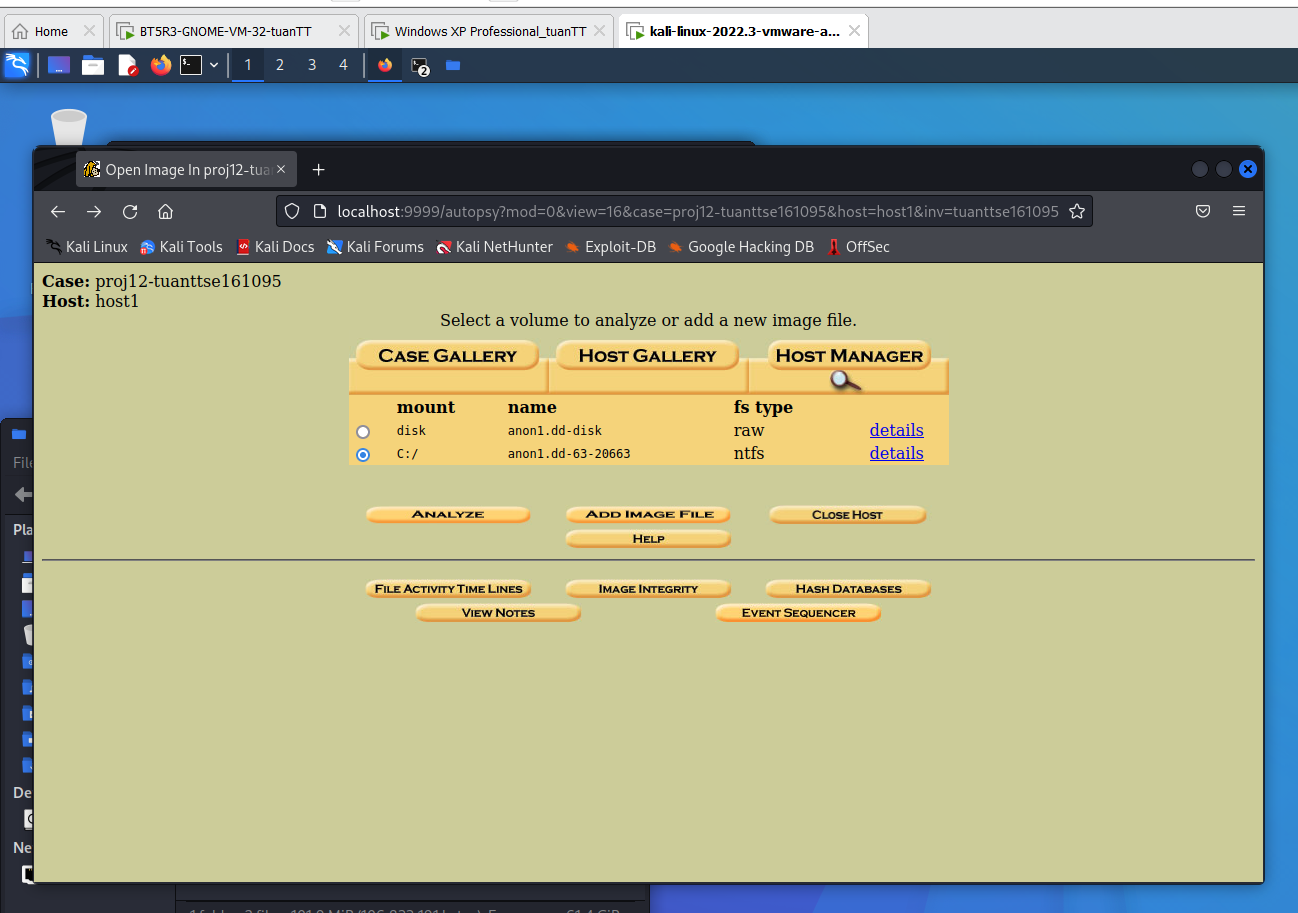 Home
BT5R3-GNOME-VM-32-tuanTT
Windows XP Professional_tuanTT
kali-linux-2022.3-vmware-a...
1 2 3 4
2
Open Image In proj12-tua
localhost:9999/autopsy?mod=0&view=16&case=proj12-tuanttse161095&host=host1&inv=tuanttse161095
Kali Linux Kali Tools Kali Docs Kali Forums Kali NetHunter Exploit-DB Google Hacking DB OffSec
Case: proj12-tuanttse161095
Host: host1
Select a volume to analyze or add a new image file.
CASE GALLERY HOST GALLERY HOST MANAGER
mount name fs type
disk anon1.dd-disk raw details
C:/ anon1.dd-63-20663 ntfs details
ANALYZE ADD IMAGE FILE CLOSE HOST
HELP
FILE ACTIVITY TIME LINES IMAGE INTEGRITY HASH DATABASES
VIEW NOTES EVENT SEQUENCER
File
Pla
De
Ne